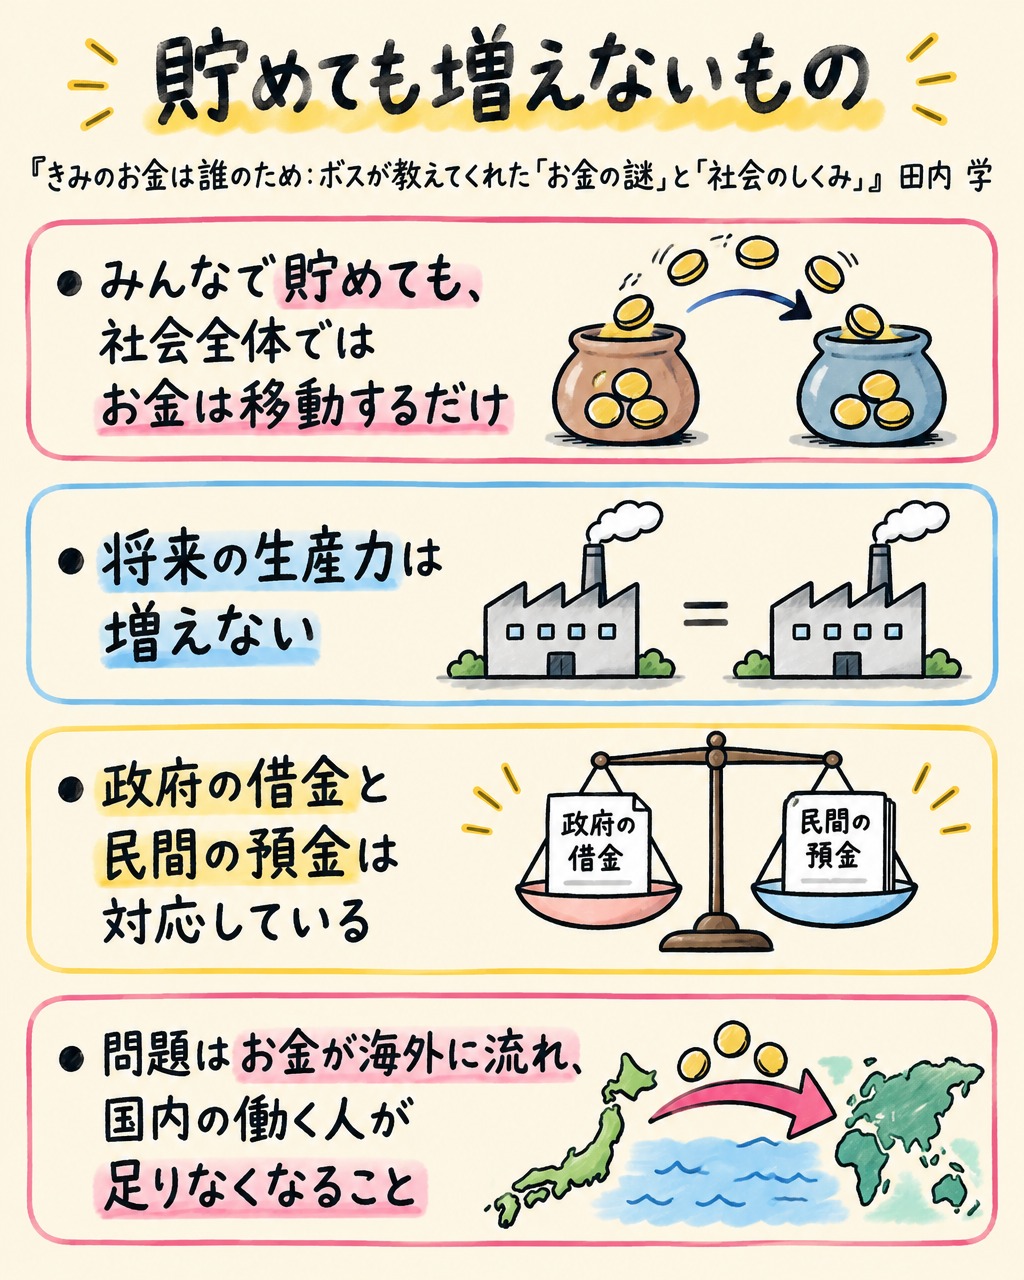 貯めても増えないもの
『きみのお金は誰のため：ボスが教えてくれた「お金の謎」と「社会のしくみ」』 田内 学
● みんなで貯めても、
社会全体では
お金は移動するだけ
● 将来の生産力は
増えない
=
● 政府の借金と
民間の預金は
対応している
政府の
借金
民間の
預金
● 問題はお金が海外に流れ、
国内の働く人が
足りなくなること